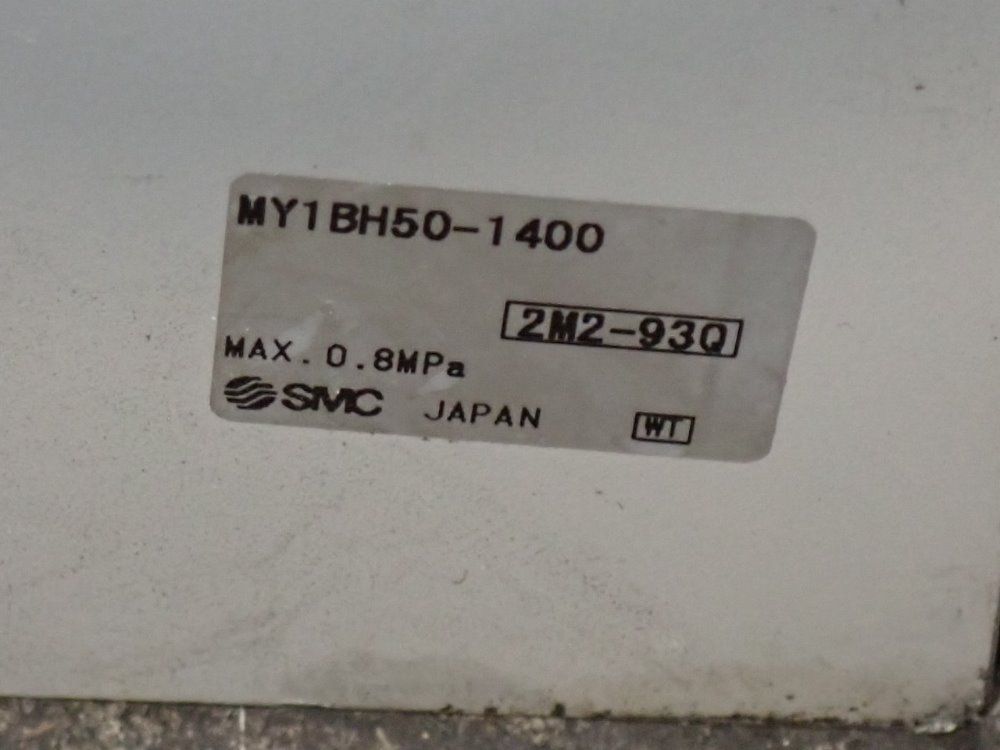 MY1BH50-1400
2M2-93Q
MAX. 0.8MPa
SMC JAPAN WT